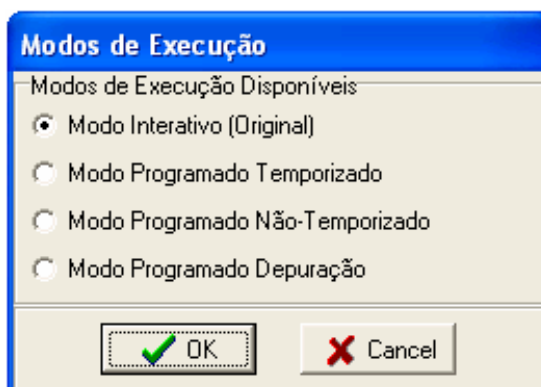 Modos de Execução
Modos de Execução Disponíveis
Modo Interativo (Original)
Modo Programado Temporizado
Modo Programado Não-Temporizado
Modo Programado Depuração
OK Cancel